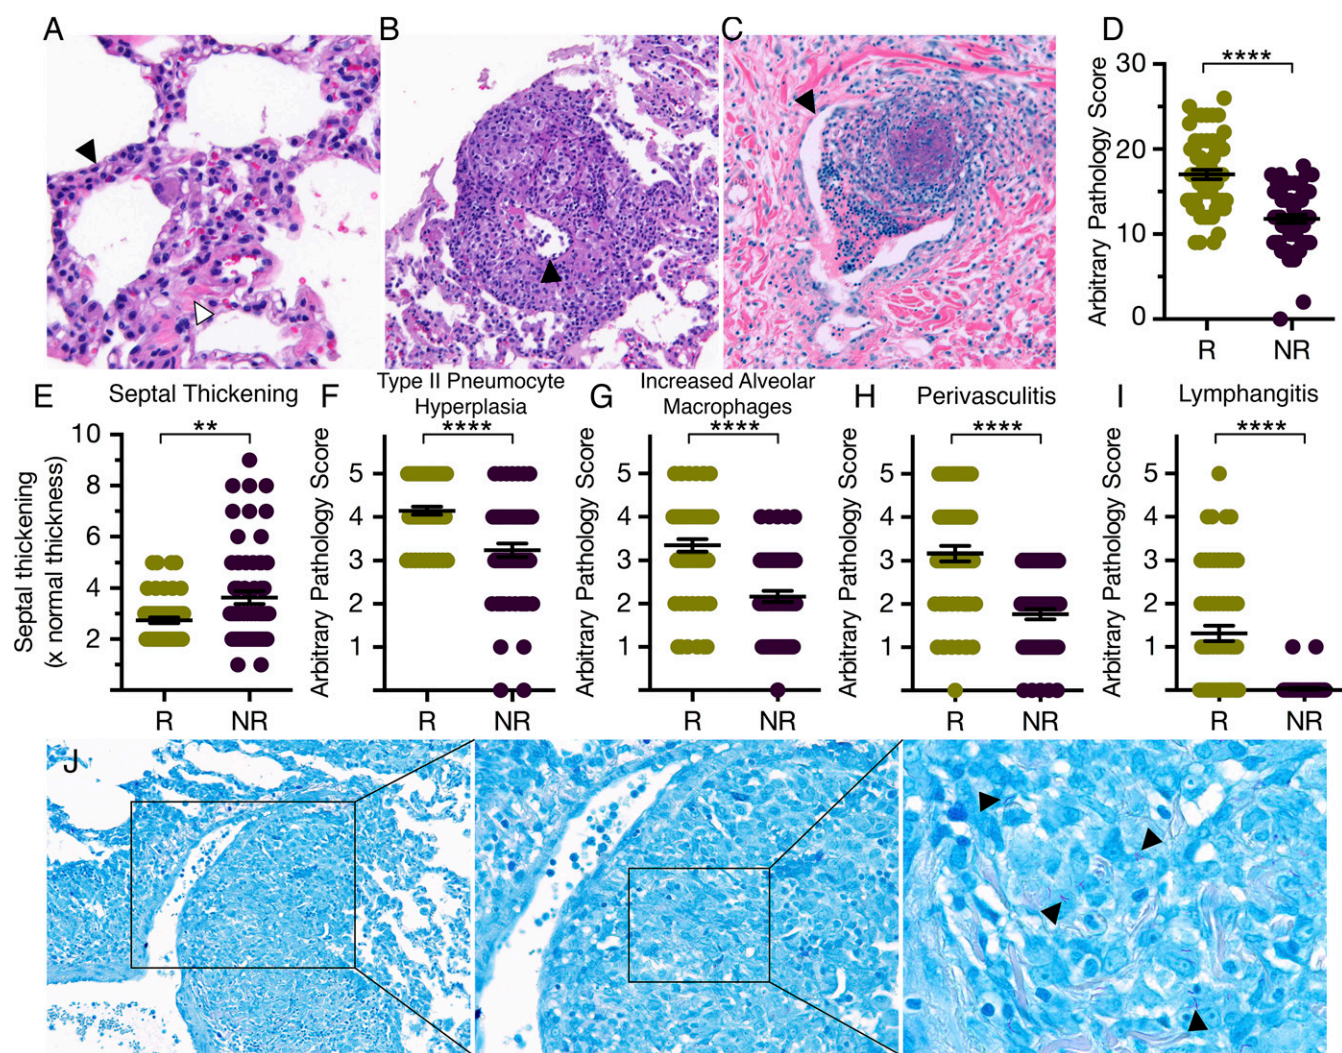 A
B
C
D
Arbitrary Pathology Score
30
20
10
0
****
R
NR
E
Septal Thickening
Septal thickening
(x normal thickness)
10
8
6
4
2
**
R
NR
F
Type II Pneumocyte
Hyperplasia
Arbitrary Pathology Score
5
4
3
2
1
****
R
NR
G
Increased Alveolar
Macrophages
Arbitrary Pathology Score
5
4
3
2
1
****
R
NR
H
Perivasculitis
Arbitrary Pathology Score
5
4
3
2
1
****
R
NR
I
Lymphangitis
Arbitrary Pathology Score
5
4
3
2
1
****
R
NR
J